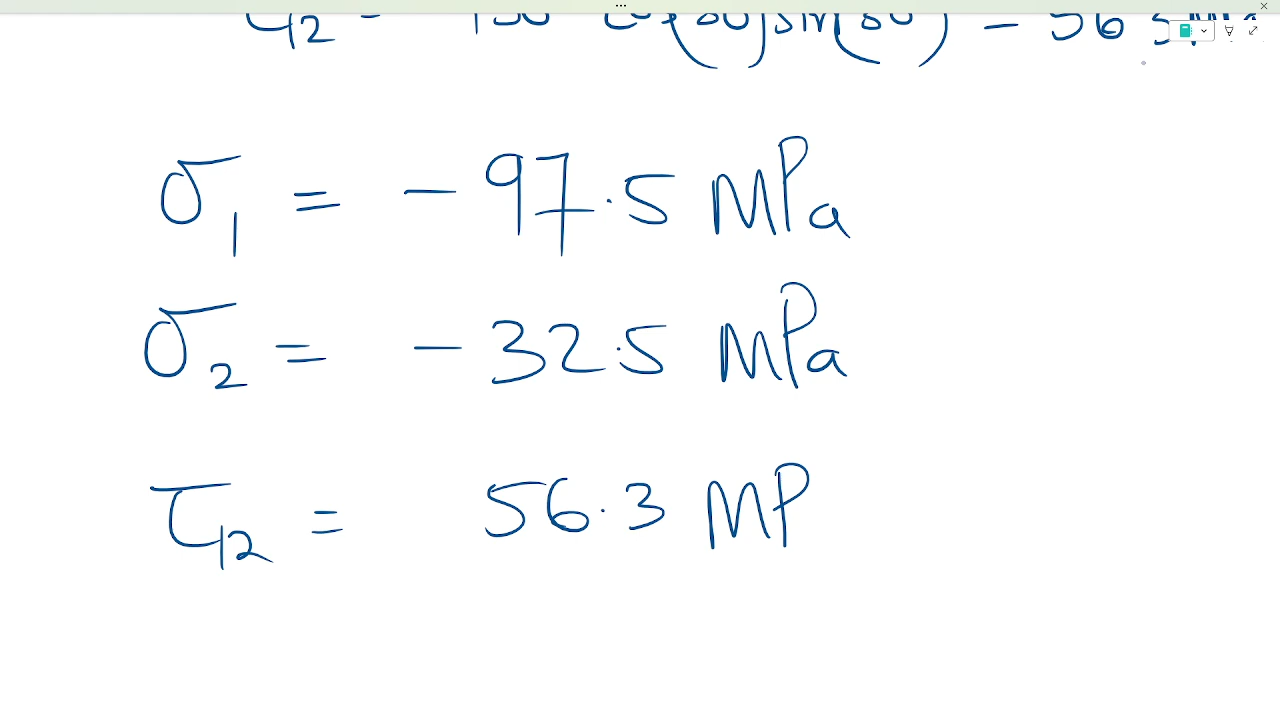 σ₁ = - 97.5 MPa
σ₂ = - 32.5 MPa
τ₁₂ = 56.3 MP